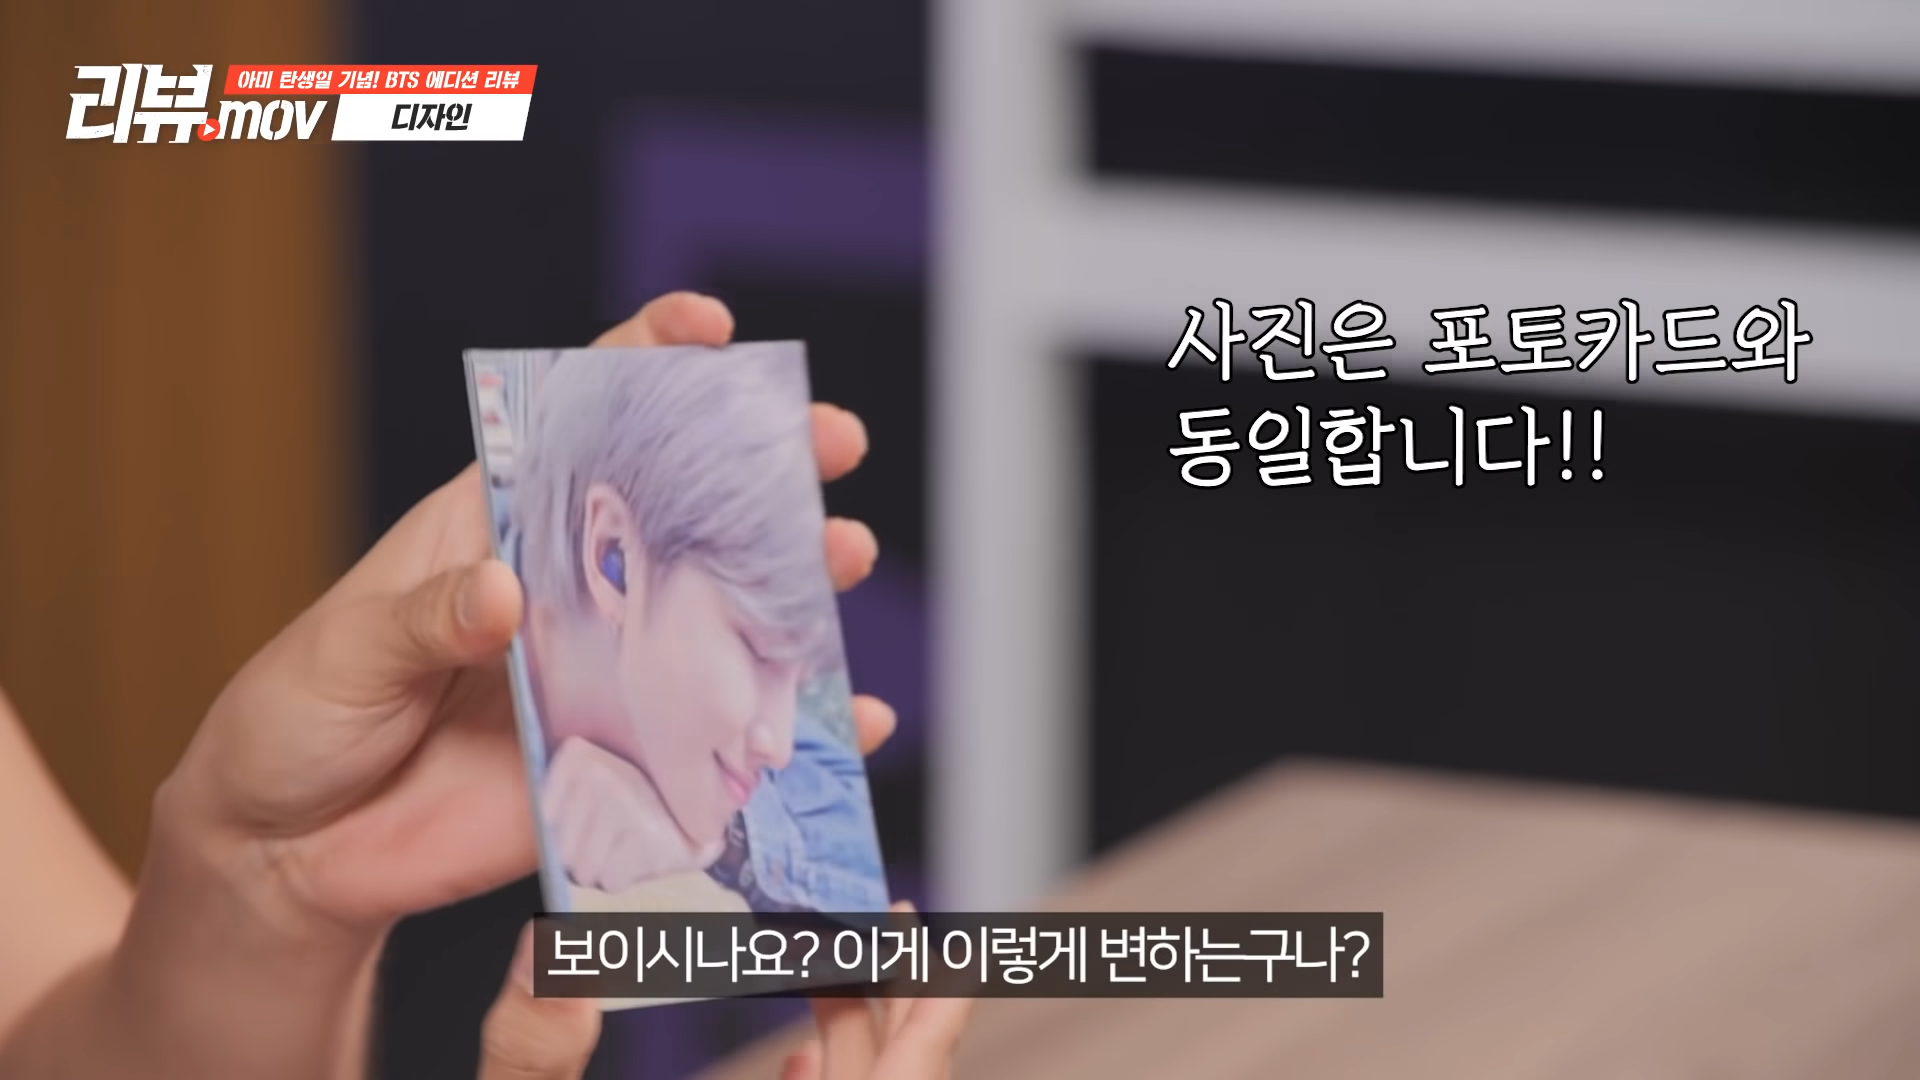 리뷰.mov
아미 탄생일 기념! BTS 에디션 리뷰
디자인
사진은 포토카드와
동일합니다!!
보이시나요? 이게 이렇게 변하는구나?